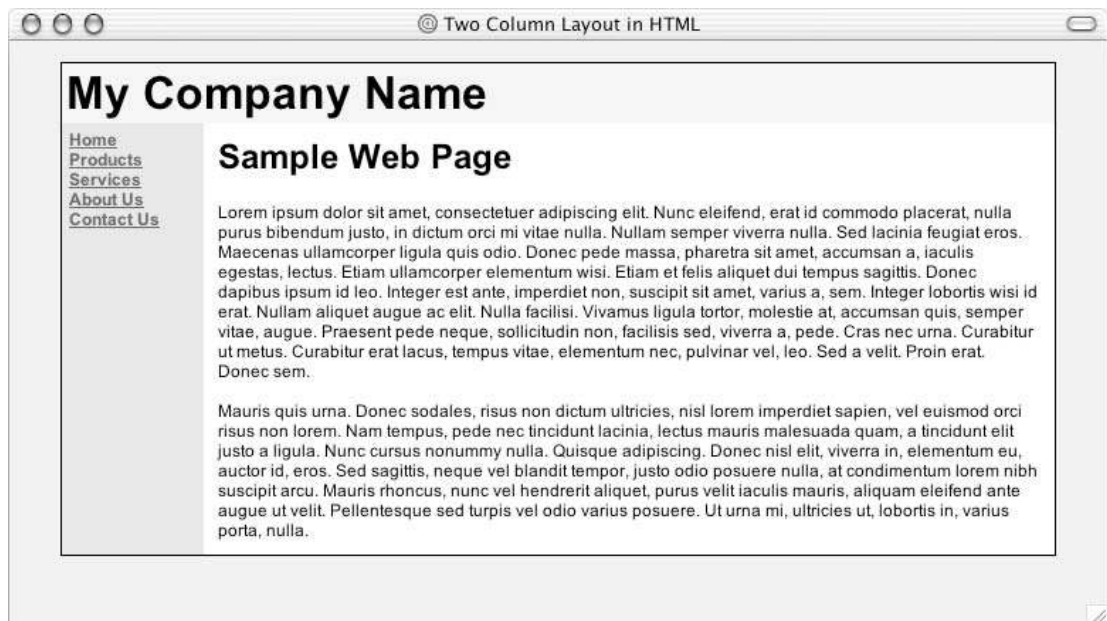 Two Column Layout in HTML
My Company Name
Home
Products
Services
About Us
Contact Us
Sample Web Page
Lorem ipsum dolor sit amet, consectetuer adipiscing elit. Nunc eleifend, erat id commodo placerat, nulla
purus bibendum justo, in dictum orci mi vitae nulla. Nullam semper viverra nulla. Sed lacinia feugiat eros.
Maecenas ullamcorper ligula quis odio. Donec pede massa, pharetra sit amet, accumsan a, iaculis
egestas, lectus. Etiam ullamcorper elementum wisi. Etiam et felis aliquet dui tempus sagittis. Donec
dapibus ipsum id leo. Integer est ante, imperdiet non, suscipit sit amet, varius a, sem. Integer lobortis wisi id
erat. Nullam aliquet augue ac elit. Nulla facilisi. Vivamus ligula tortor, molestie at, accumsan quis, semper
vitae, augue. Praesent pede neque, sollicitudin non, facilisis sed, viverra a, pede. Cras nec urna. Curabitur
ut metus. Curabitur erat lacus, tempus vitae, elementum nec, pulvinar vel, leo. Sed a velit. Proin erat.
Donec sem.
Mauris quis urna. Donec sodales, risus non dictum ultricies, nisl lorem imperdiet sapien, vel euismod orci
risus non lorem. Nam tempus, pede nec tincidunt lacinia, lectus mauris malesuada quam, a tincidunt elit
justo a ligula. Nunc cursus nonummy nulla. Quisque adipiscing. Donec nisl elit, viverra in, elementum eu,
auctor id, eros. Sed sagittis, neque vel blandit tempor, justo odio posuere nulla, at condimentum lorem nibh
suscipit arcu. Mauris rhoncus, nunc vel hendrerit aliquet, purus velit iaculis mauris, aliquam eleifend ante
augue ut velit. Pellentesque sed turpis vel odio varius posuere. Ut urna mi, ultricies ut, lobortis in, varius
porta, nulla.